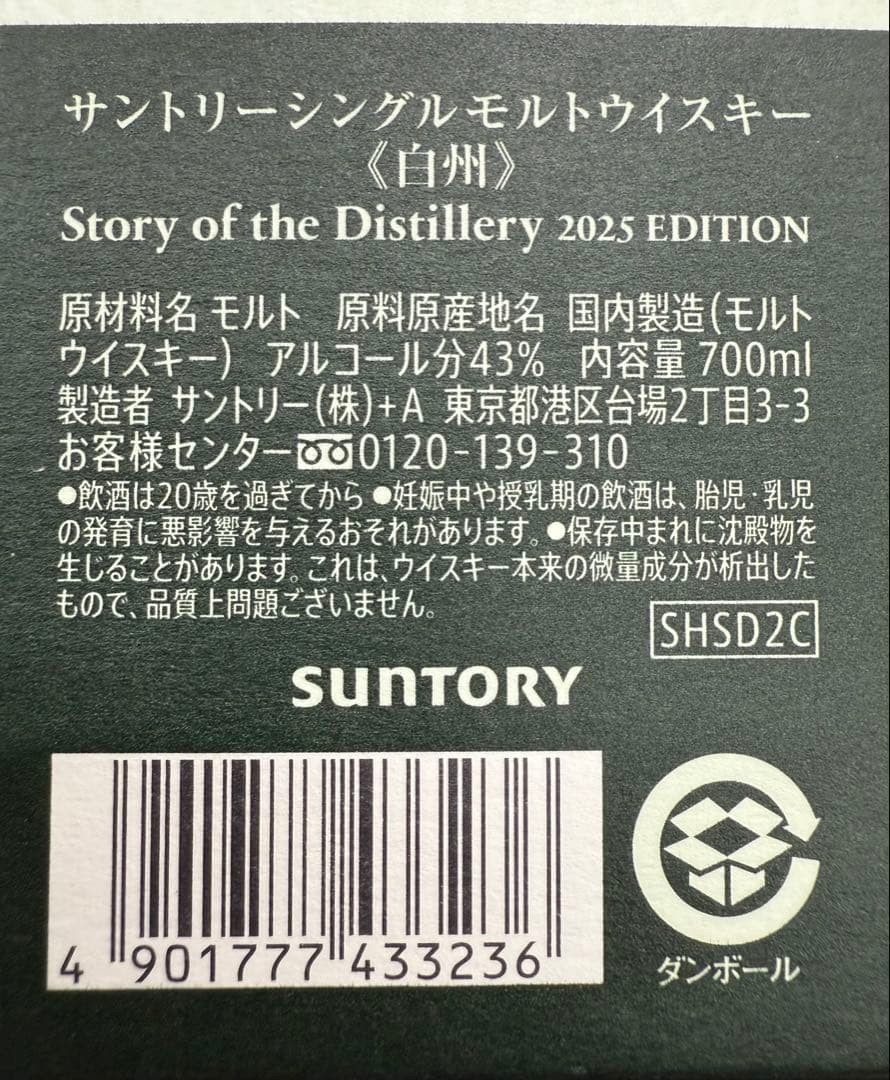 サントリーシングルモルトウイスキー
《白州》
Story of the Distillery 2025 EDITION
原材料名 モルト　原料原産地名 国内製造(モルト
ウイスキー)　アルコール分43%　内容量 700ml
製造者 サントリー(株)+A 東京都港区台場2丁目3-3
お客様センター 0120-139-310
●飲酒は20歳を過ぎてから ●妊娠中や授乳期の飲酒は、胎児・乳児
の発育に悪影響を与えるおそれがあります。●保存中まれに沈殿物を
生じることがあります。これは、ウイスキー本来の微量成分が析出した
もので、品質上問題ございません。
SHSD2C
SUNTORY
4 901777 433236
ダンボール